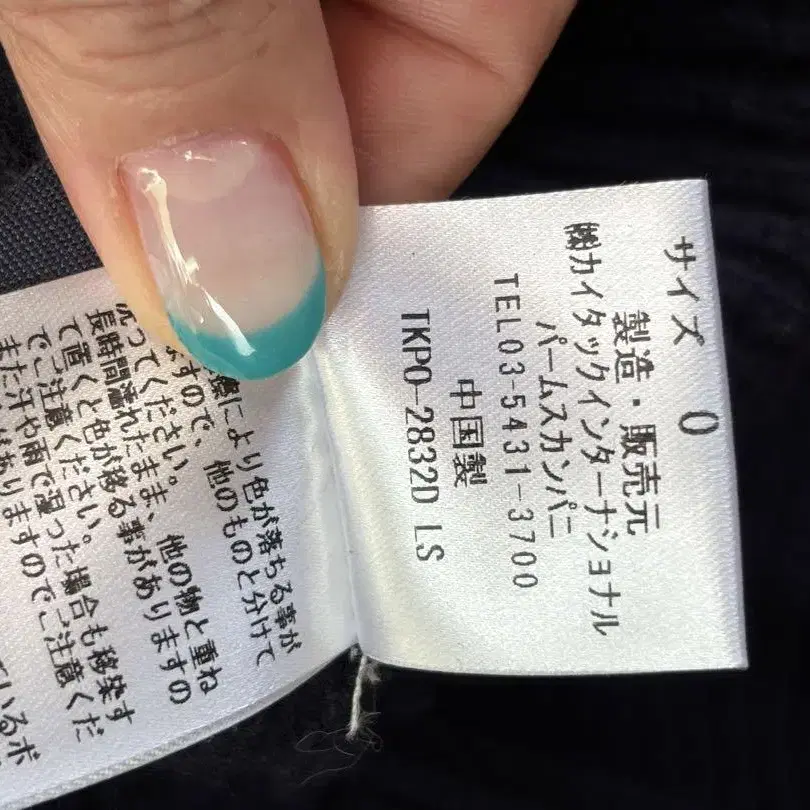 サイズ 0
製造・販売元
㈱カイタックインターナショナル
パームスカンパニー
TEL03-5431-3700
中国製
TKPO-2832D LS
により色が落ちる事が
ますので、他のものと分けて
洗ってください。
長時間濡れたまま、他の物と重ね
て置くと色が移る事がありますの
でご注意ください。
また汗や雨で湿った場合も移染す
がありますのでご注意くだ
ているボ